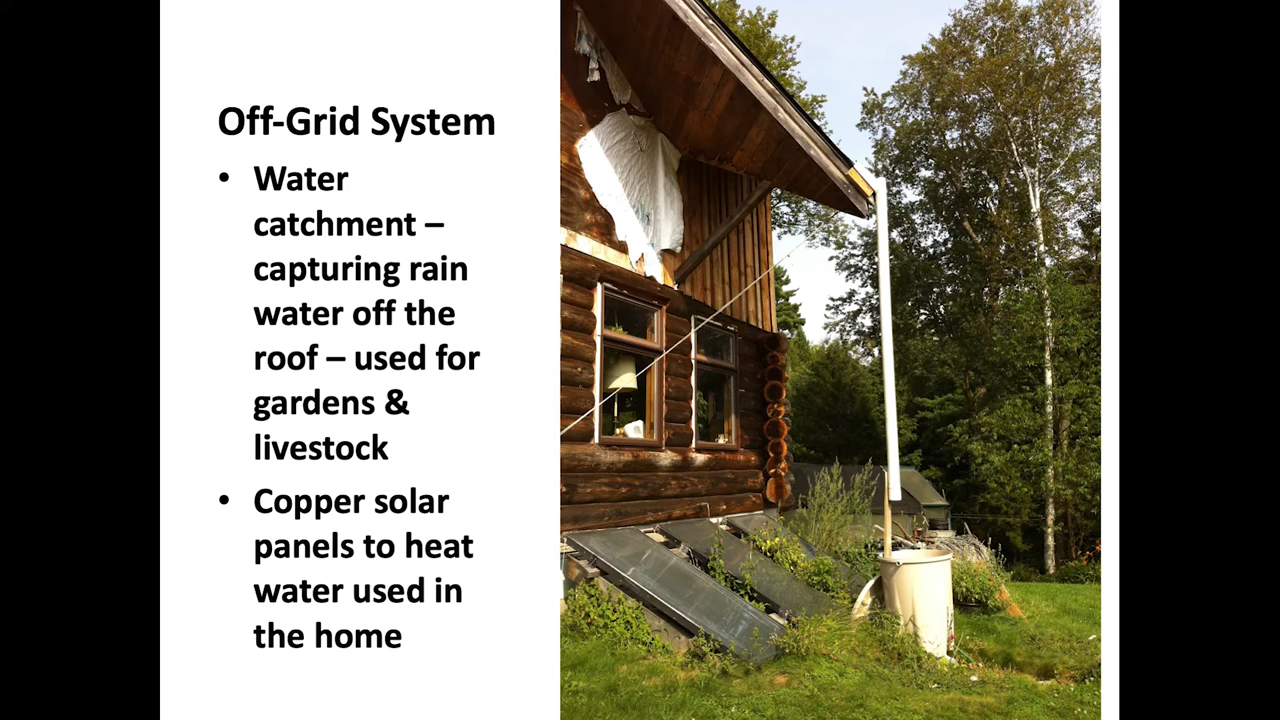 Off-Grid System
• Water
catchment –
capturing rain
water off the
roof – used for
gardens &
livestock
• Copper solar
panels to heat
water used in
the home